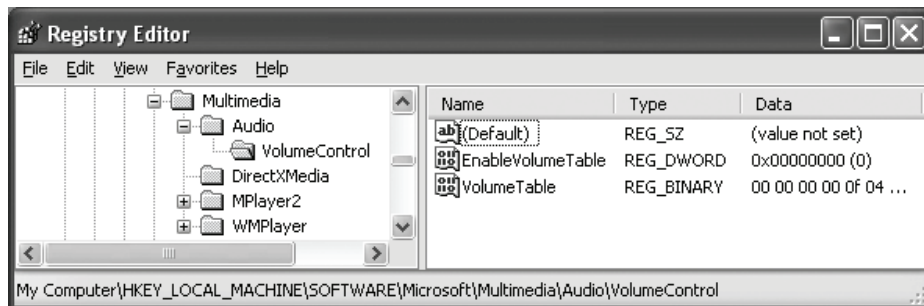 Registry Editor
File Edit View Favorites Help
Multimedia
Audio
VolumeControl
DirectXMedia
MPlayer2
WMPlayer
Name Type Data
(Default) REG_SZ (value not set)
EnableVolumeTable REG_DWORD 0x00000000 (0)
VolumeTable REG_BINARY 00 00 00 00 0f 04 ...
My Computer\HKEY_LOCAL_MACHINE\SOFTWARE\Microsoft\Multimedia\Audio\VolumeControl